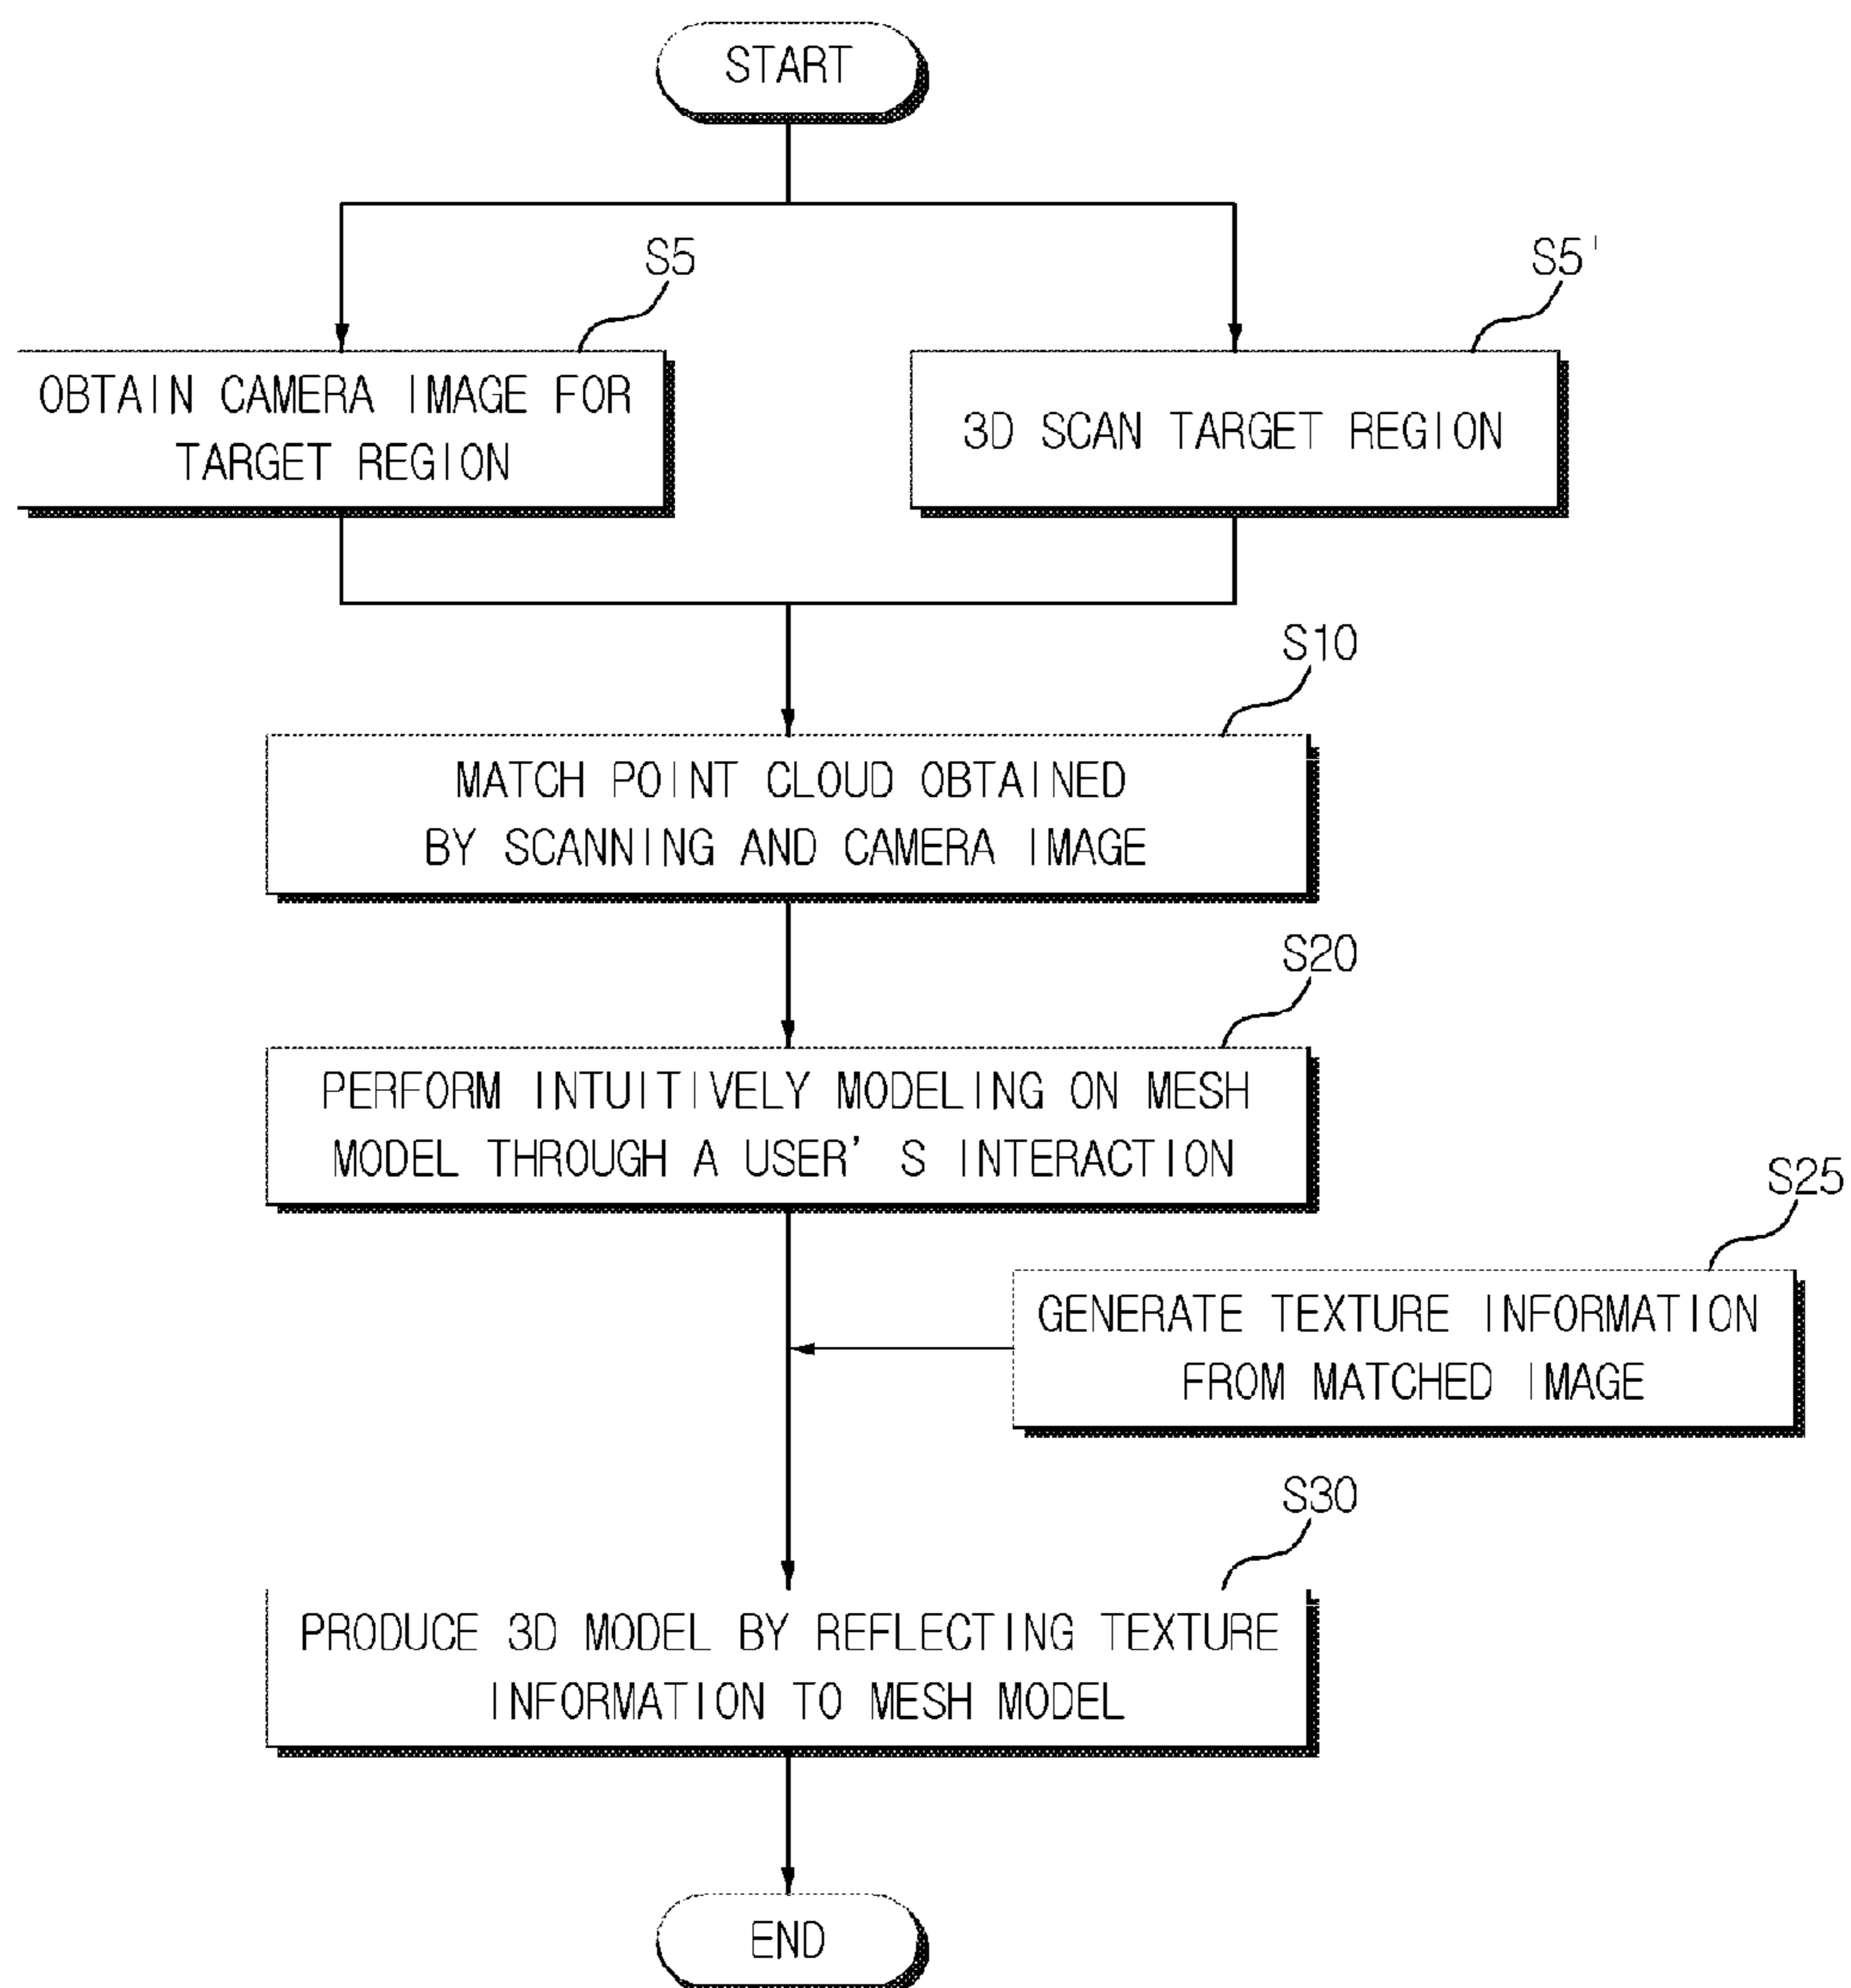 START
S5
S5'
OBTAIN CAMERA IMAGE FOR
TARGET REGION
3D SCAN TARGET REGION
S10
MATCH POINT CLOUD OBTAINED
BY SCANNING AND CAMERA IMAGE
S20
PERFORM INTUITIVELY MODELING ON MESH
MODEL THROUGH A USER' S INTERACTION
S25
GENERATE TEXTURE INFORMATION
FROM MATCHED IMAGE
S30
PRODUCE 3D MODEL BY REFLECTING TEXTURE
INFORMATION TO MESH MODEL
END